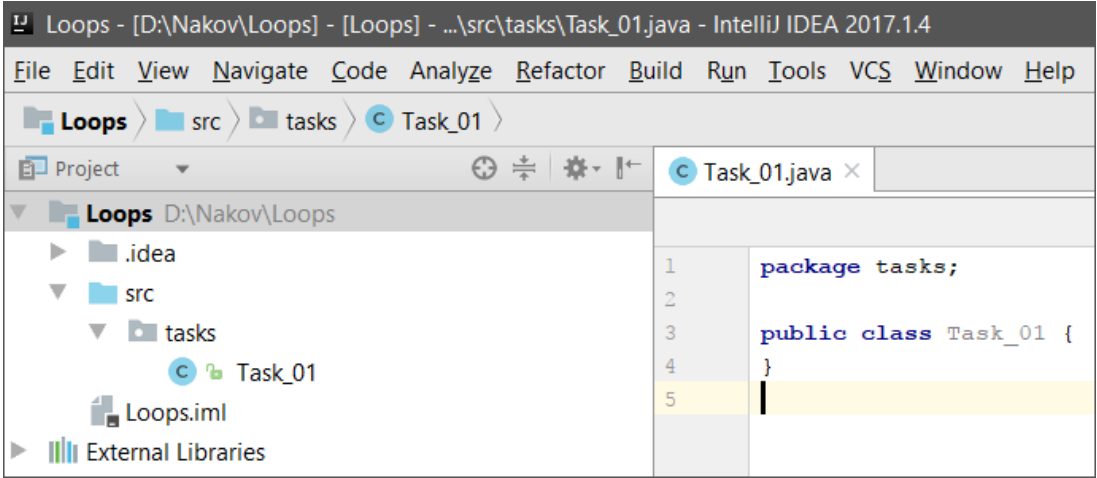 Loops - [D:\Nakov\Loops] - [Loops] - ...\src\tasks\Task_01.java - IntelliJ IDEA 2017.1.4
File Edit View Navigate Code Analyze Refactor Build Run Tools VCS Window Help
Loops src tasks C Task_01
Project
C Task_01.java
Loops D:\Nakov\Loops
.idea
src
tasks
C Task_01
Loops.iml
External Libraries
1 package tasks;
2
3 public class Task_01 {
4 }
5